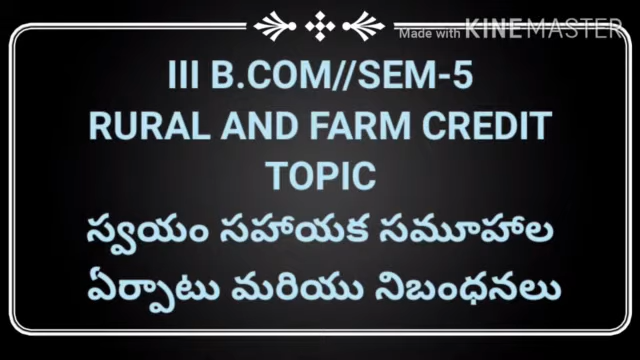 Made with KINEMASTER
III B.COM//SEM-5
RURAL AND FARM CREDIT
TOPIC
స్వయం సహాయక సమూహాల
ఏర్పాటు మరియు నిబంధనలు